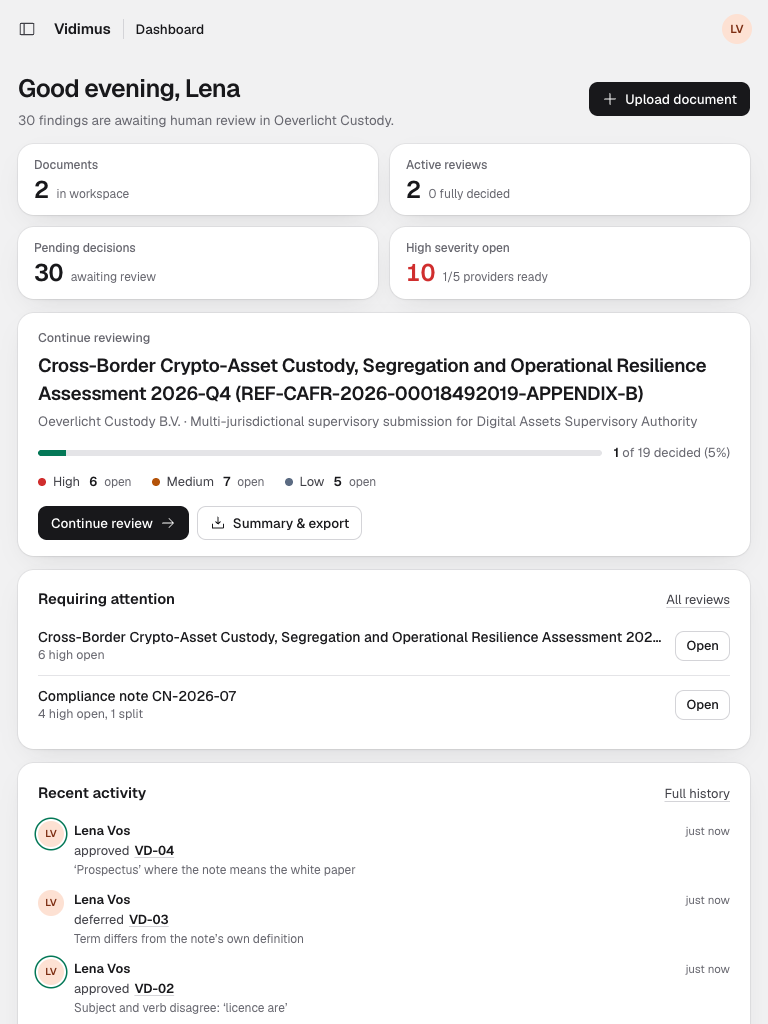 Vidimus
Dashboard
LV
Good evening, Lena
30 findings are awaiting human review in Oeverlicht Custody.
Upload document
Documents
2 in workspace
Active reviews
2 0 fully decided
Pending decisions
30 awaiting review
High severity open
10 1/5 providers ready
Continue reviewing
Cross-Border Crypto-Asset Custody, Segregation and Operational Resilience
Assessment 2026-Q4 (REF-CAFR-2026-00018492019-APPENDIX-B)
Oeverlicht Custody B.V. · Multi-jurisdictional supervisory submission for Digital Assets Supervisory Authority
1 of 19 decided (5%)
High 6 open Medium 7 open Low 5 open
Continue review
Summary & export
Requiring attention
All reviews
Cross-Border Crypto-Asset Custody, Segregation and Operational Resilience Assessment 202...
6 high open
Open
Compliance note CN-2026-07
4 high open, 1 split
Open
Recent activity
Full history
LV
Lena Vos
just now
approved VD-04
‘Prospectus’ where the note means the white paper
LV
Lena Vos
just now
deferred VD-03
Term differs from the note’s own definition
LV
Lena Vos
just now
approved VD-02
Subject and verb disagree: ‘licence are’